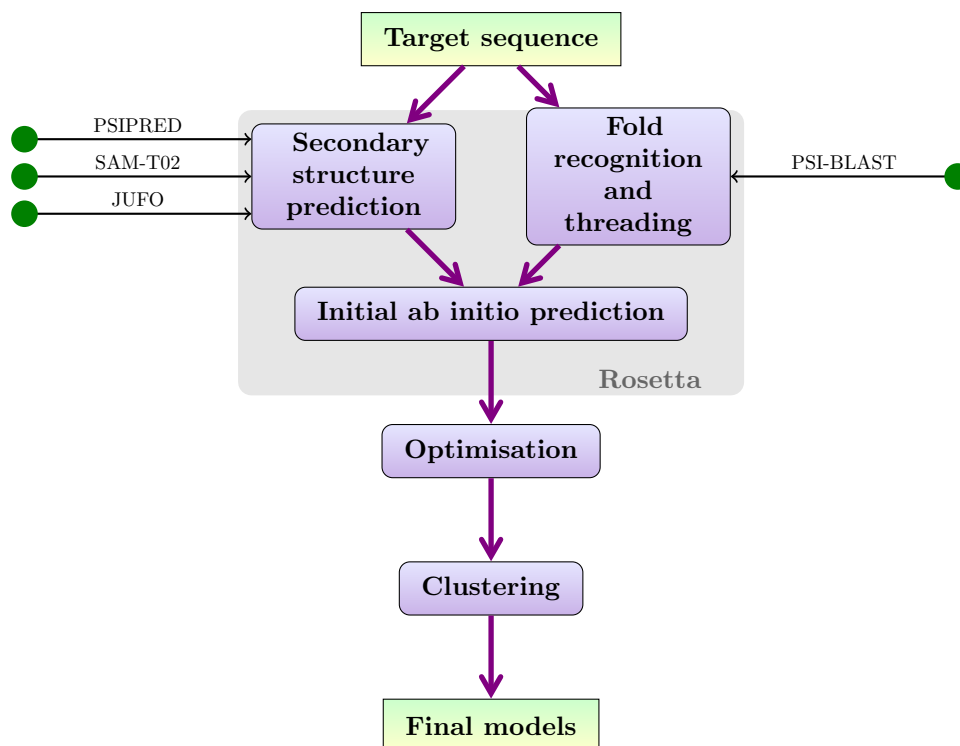 Target sequence
PSIPRED
SAM-T02
JUFO
Secondary
structure
prediction
Fold
recognition
and
threading
PSI-BLAST
Initial ab initio prediction
Rosetta
Optimisation
Clustering
Final models